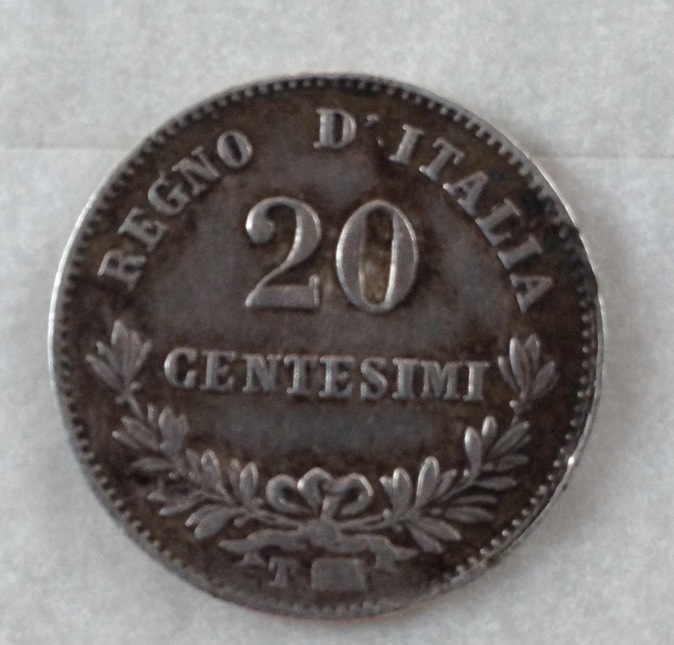 REGNO D'ITALIA
20
CENTESIMI
T